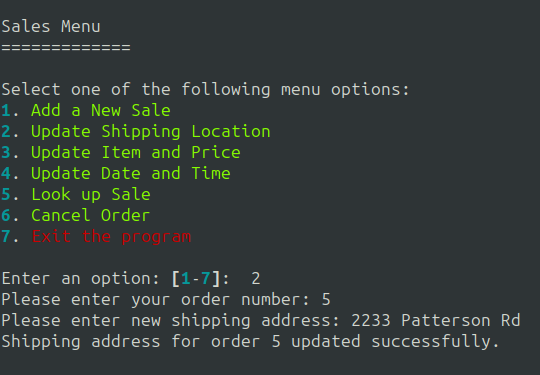 Sales Menu
=============
Select one of the following menu options:
1. Add a New Sale
2. Update Shipping Location
3. Update Item and Price
4. Update Date and Time
5. Look up Sale
6. Cancel Order
7. Exit the program
Enter an option: [1-7]:  2
Please enter your order number: 5
Please enter new shipping address: 2233 Patterson Rd
Shipping address for order 5 updated successfully.